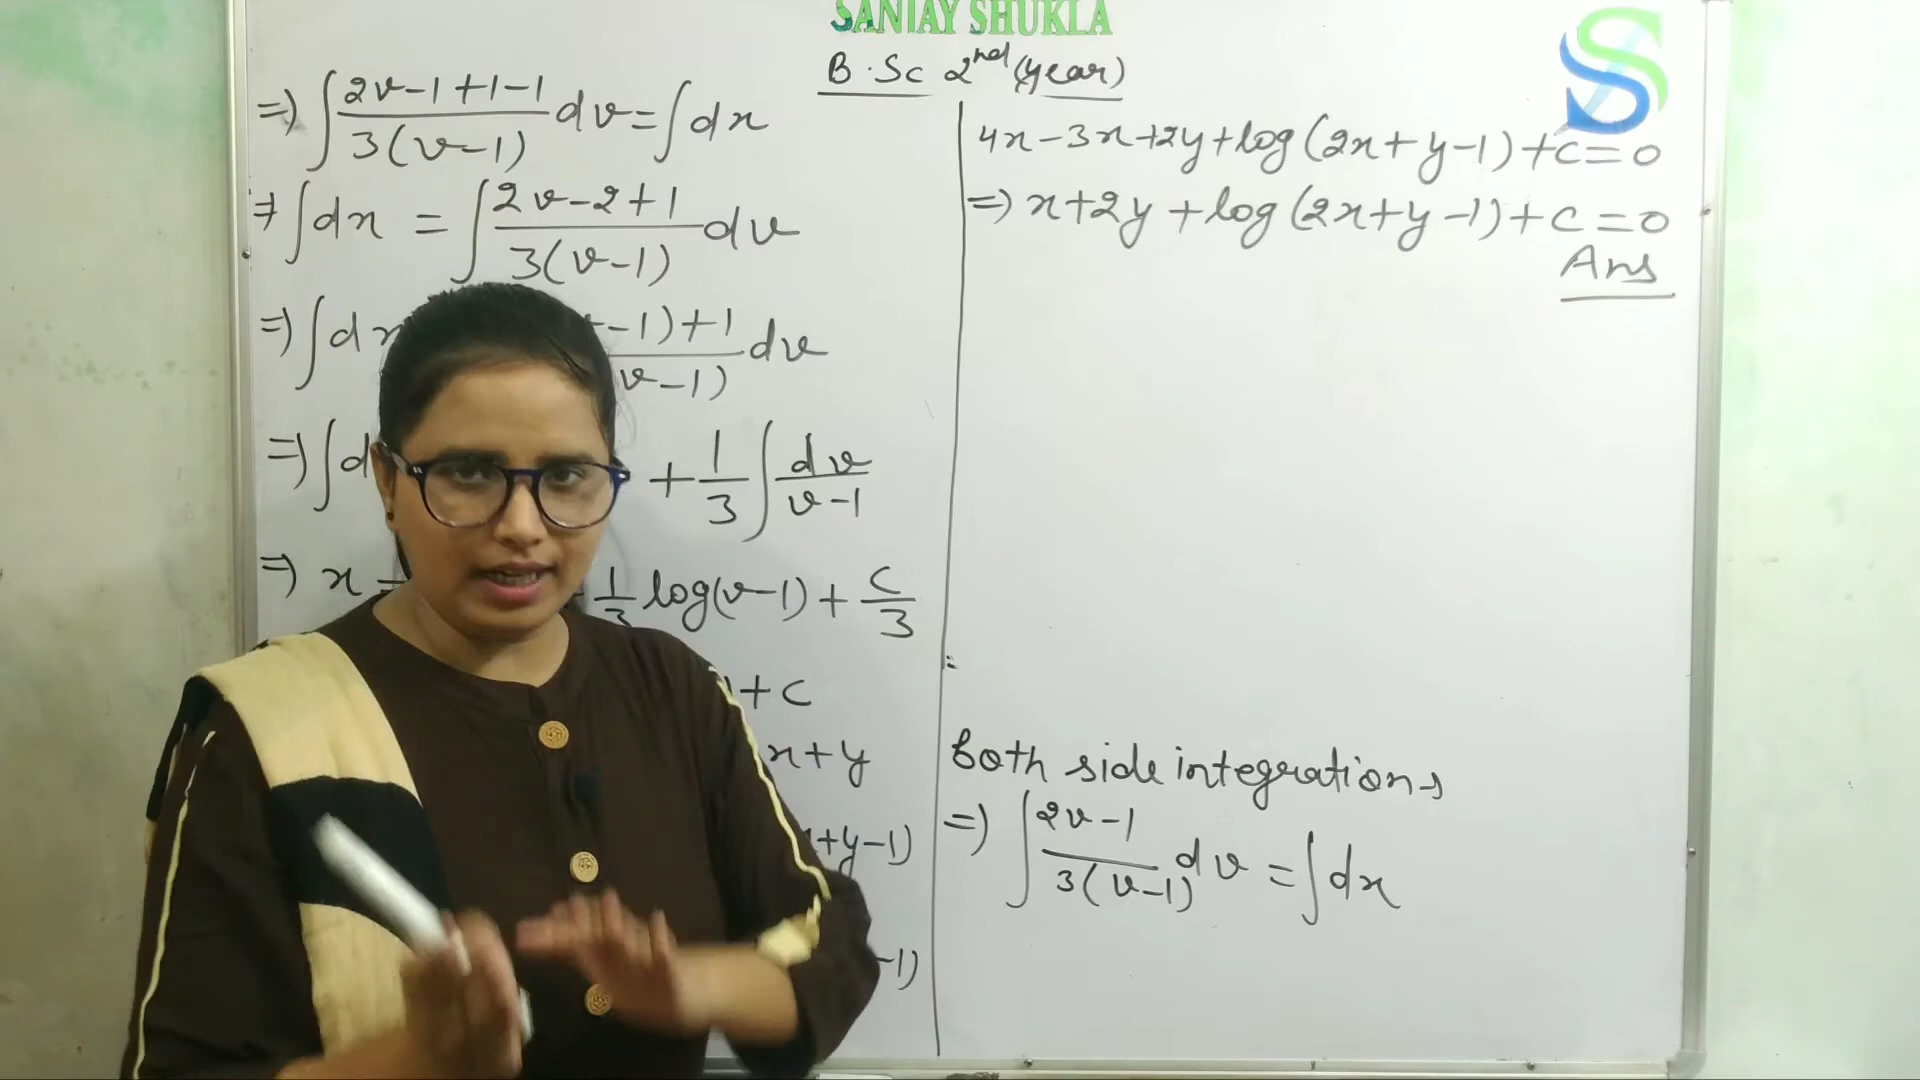 SANJAY SHUKLA
B.Sc 2nd (year)
=) ∫ 2v-1+1-1 / 3(v-1) dv = ∫ dx
=) ∫ dx = ∫ 2v-2+1 / 3(v-1) dv
=) ∫ dx -1)+1 / v-1) dv
=) ∫ d + 1/3 ∫ dv / v-1
=) x = 1/3 log(v-1) + c/3
+ c
x+y
+y-1)
-1)
4x-3x+2y+log(2x+y-1)+c=0
=) x+2y+log(2x+y-1)+c=0
Ans
Both side integrations
=) ∫ 2v-1 / 3(v-1) dv = ∫ dx